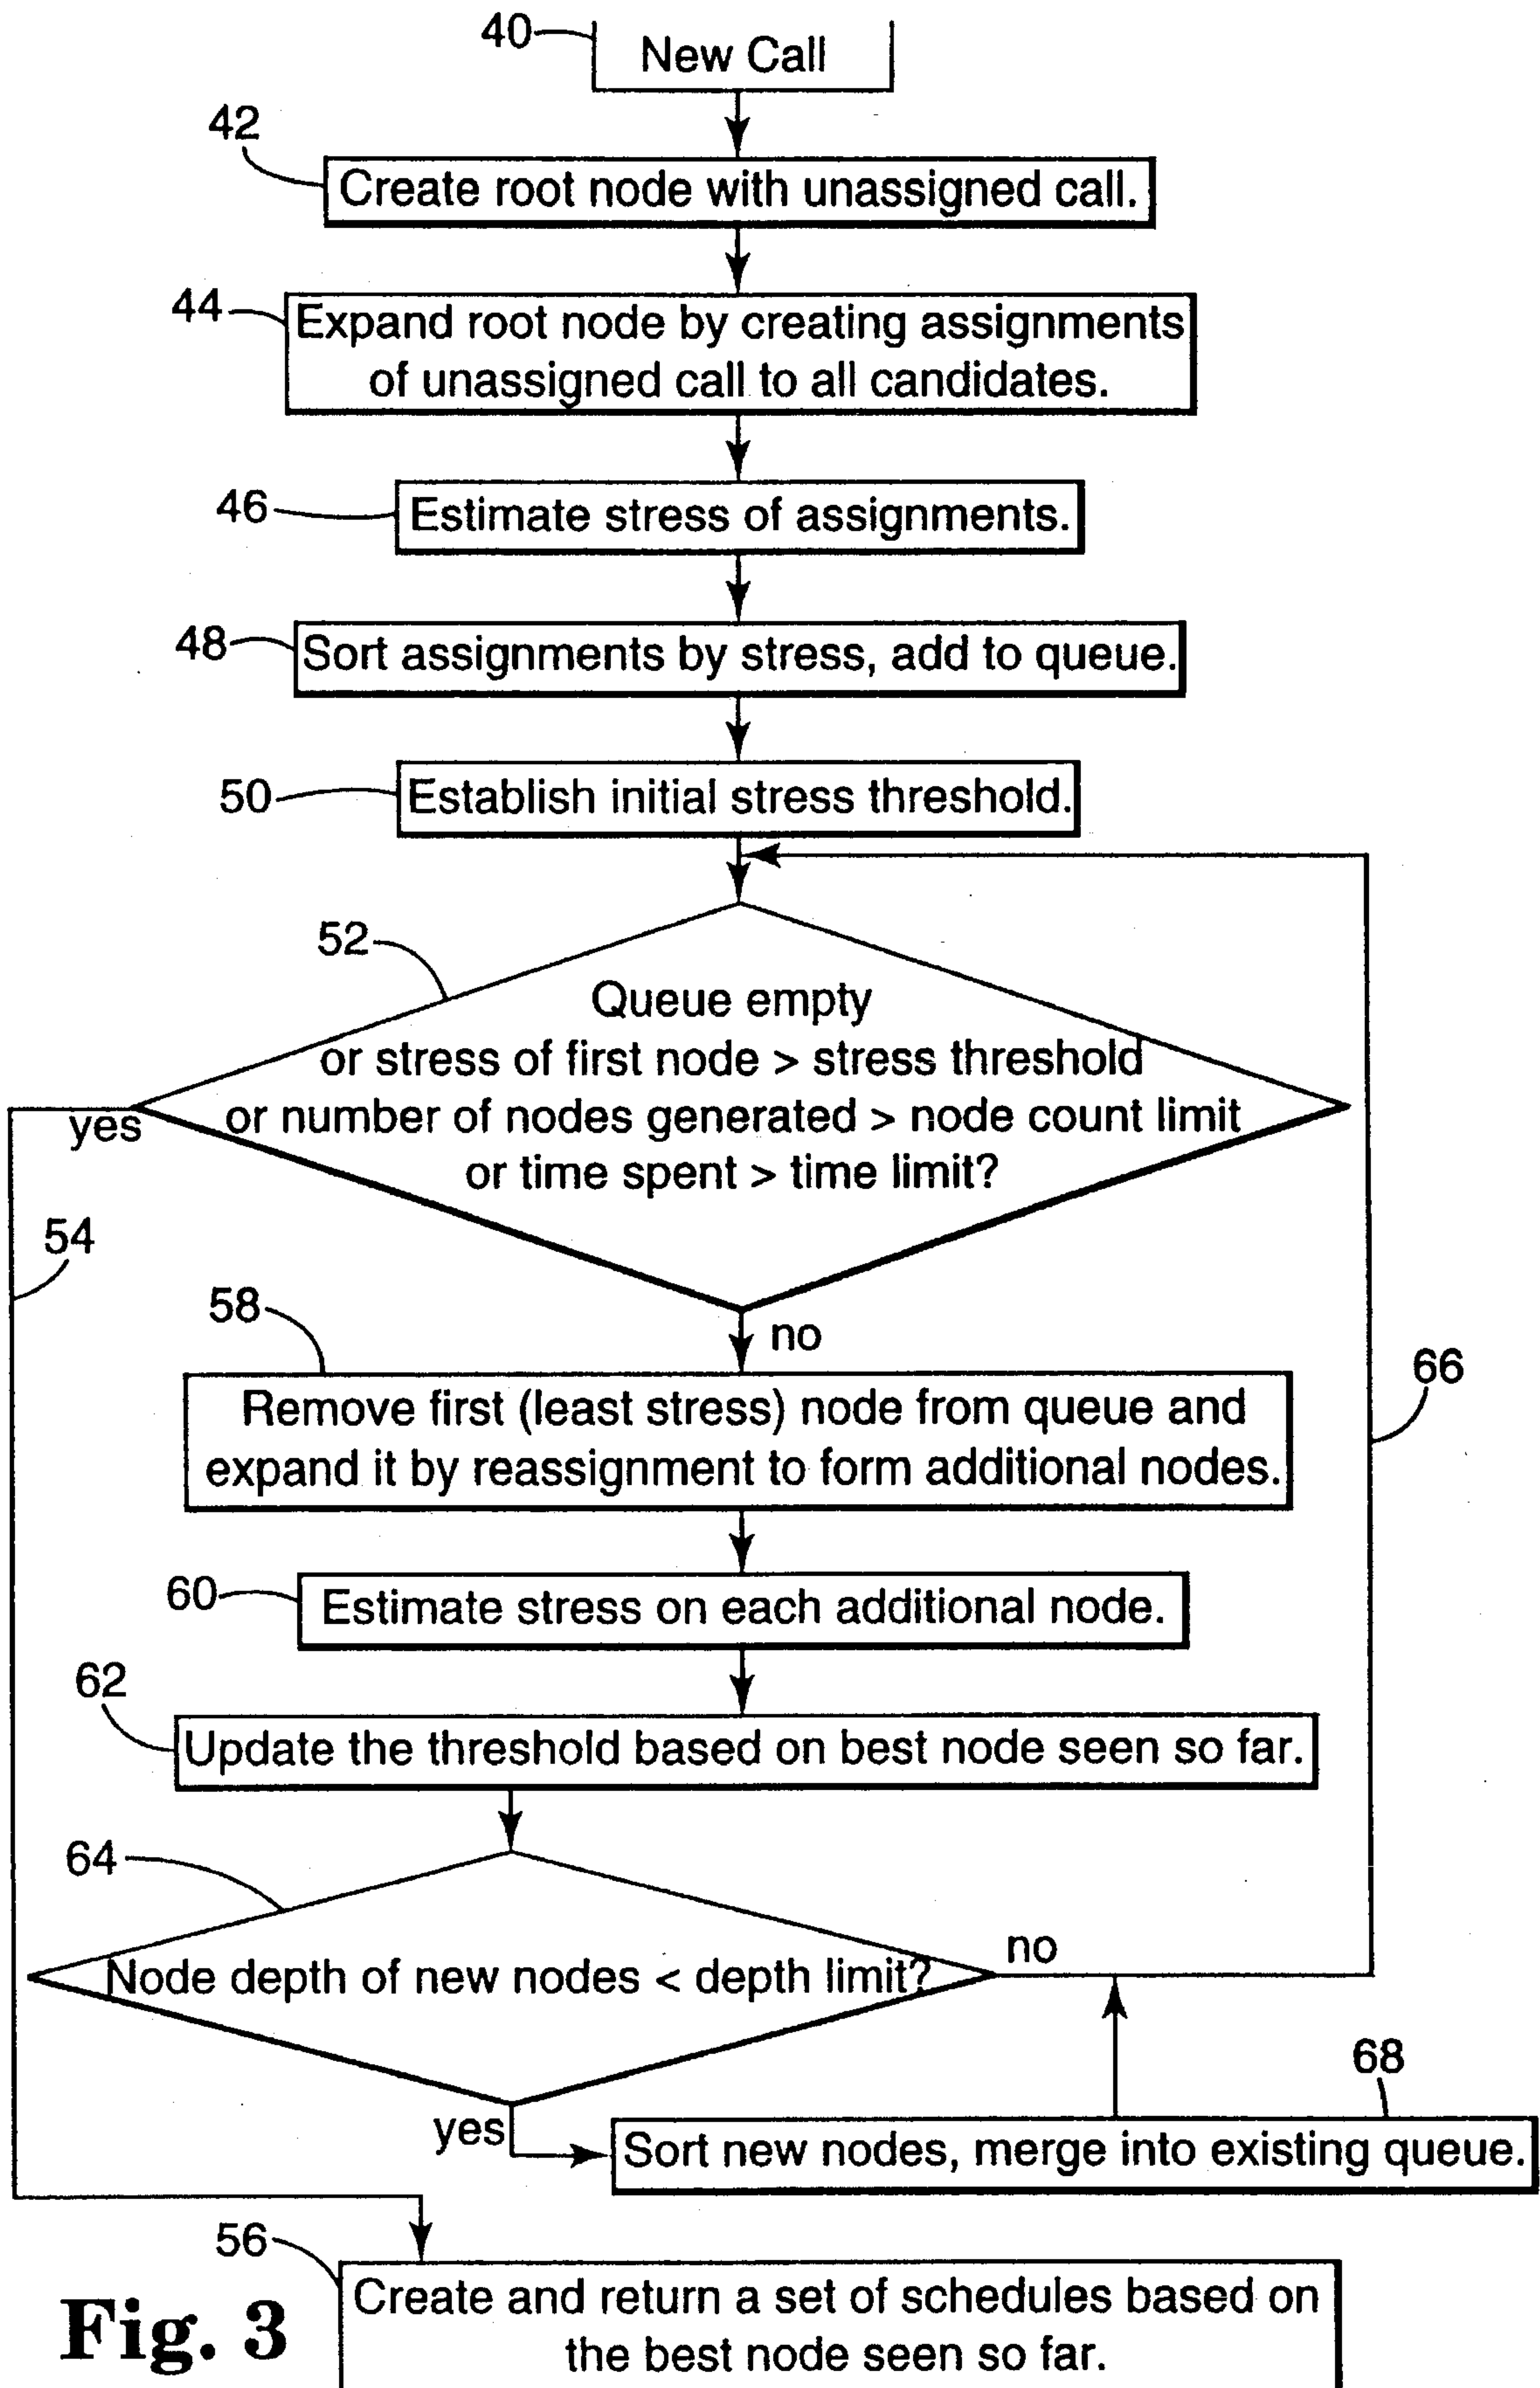 40
New Call
42
Create root node with unassigned call.
44
Expand root node by creating assignments
of unassigned call to all candidates.
46
Estimate stress of assignments.
48
Sort assignments by stress, add to queue.
50
Establish initial stress threshold.
52
Queue empty
or stress of first node > stress threshold
or number of nodes generated > node count limit
or time spent > time limit?
yes
54
58
no
66
Remove first (least stress) node from queue and
expand it by reassignment to form additional nodes.
60
Estimate stress on each additional node.
62
Update the threshold based on best node seen so far.
64
no
Node depth of new nodes < depth limit?
68
yes
Sort new nodes, merge into existing queue.
56
Create and return a set of schedules based on
the best node seen so far.
Fig. 3